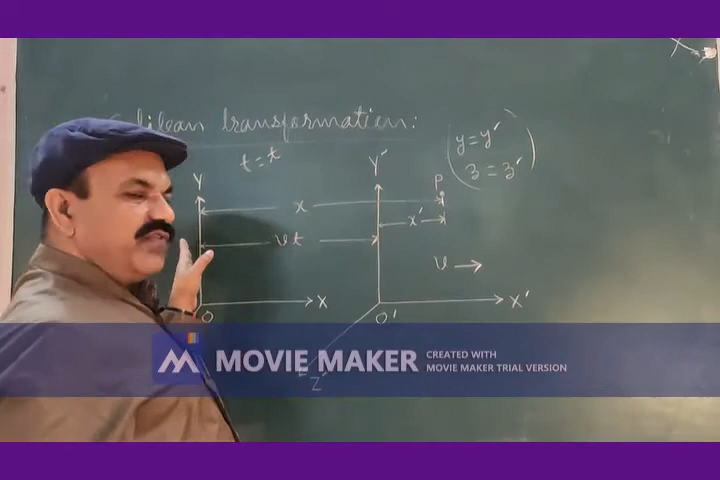 lilean transformation:
t = t
y = y′
z = z′
Y
Y′
P
x
x′
vt
v →
X
X′
O
O′
Z′
MOVIE MAKER
CREATED WITH
MOVIE MAKER TRIAL VERSION